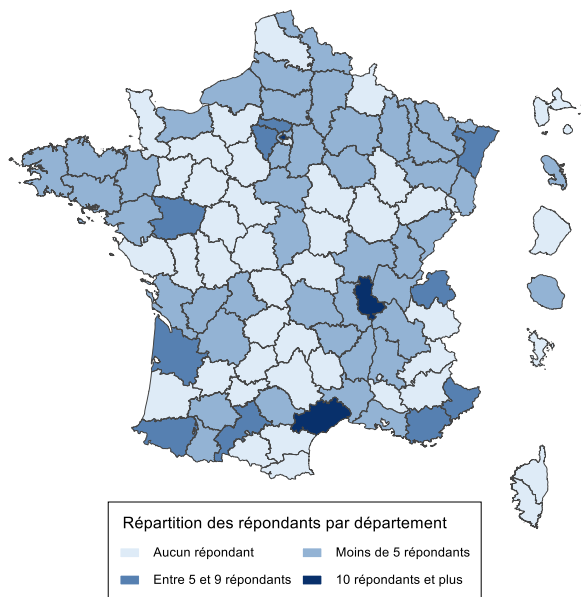 Répartition des répondants par département
Aucun répondant
Moins de 5 répondants
Entre 5 et 9 répondants
10 répondants et plus